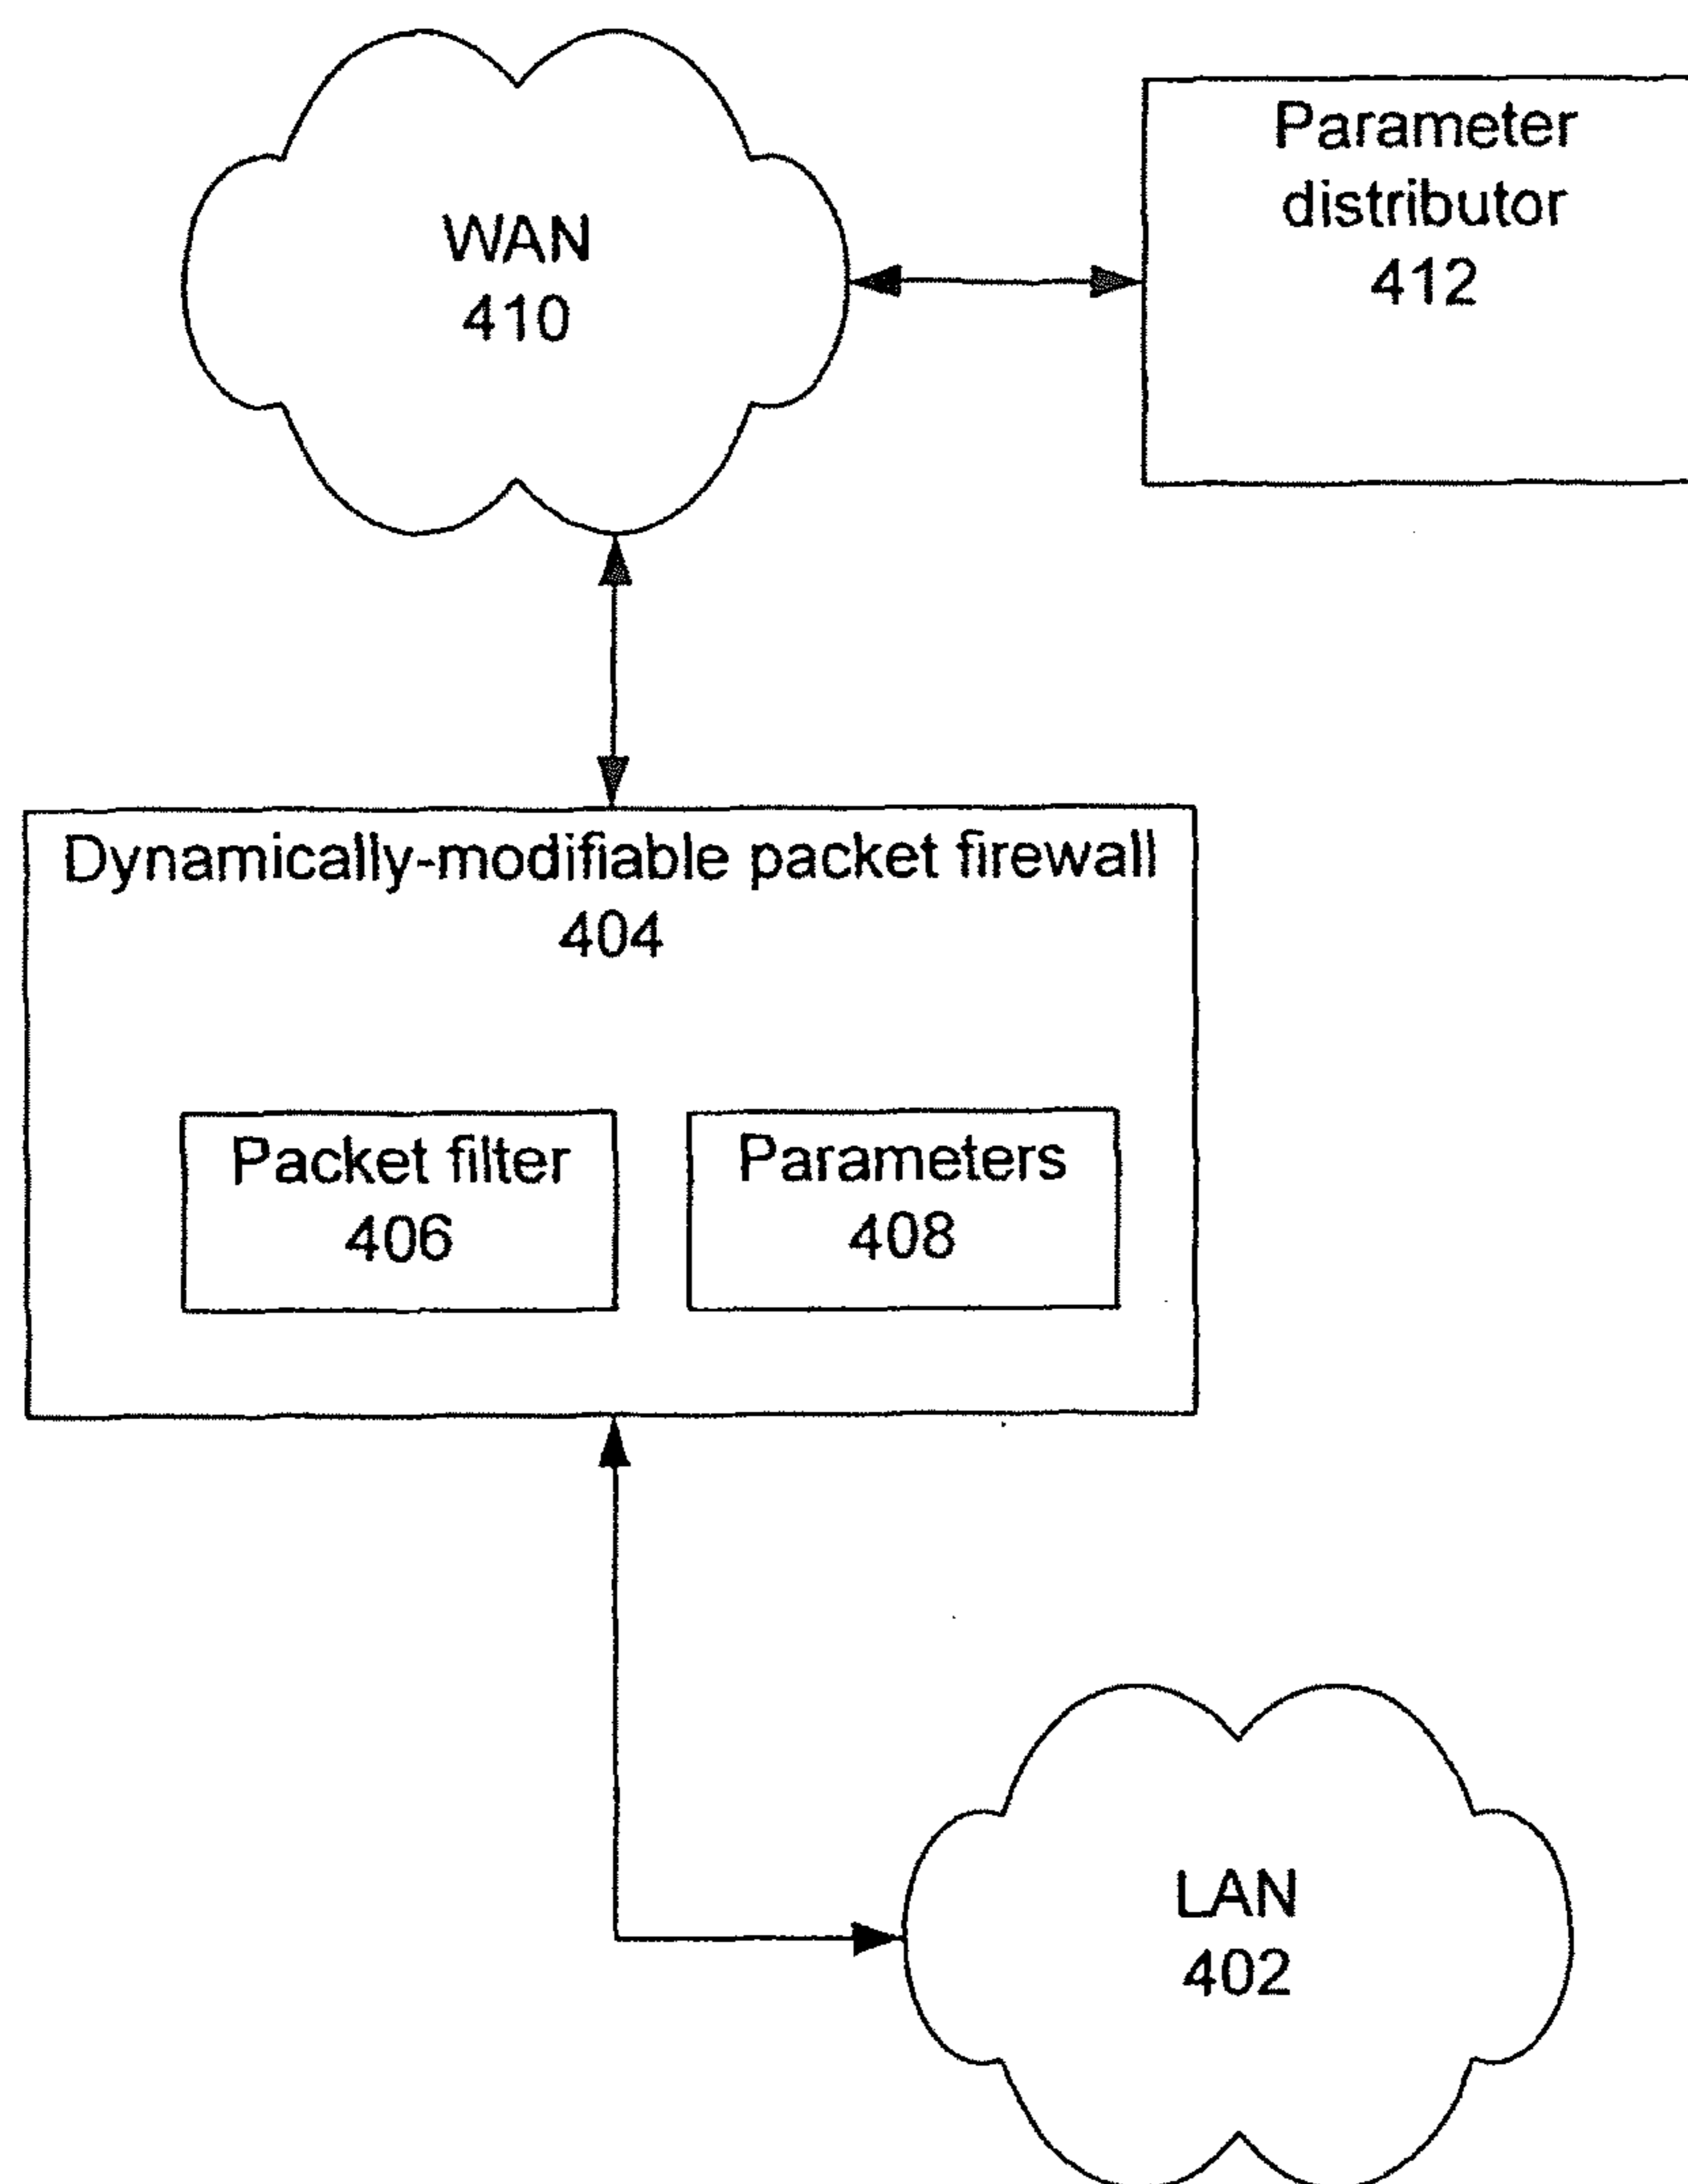 WAN
410
Parameter
distributor
412
Dynamically-modifiable packet firewall
404
Packet filter
406
Parameters
408
LAN
402